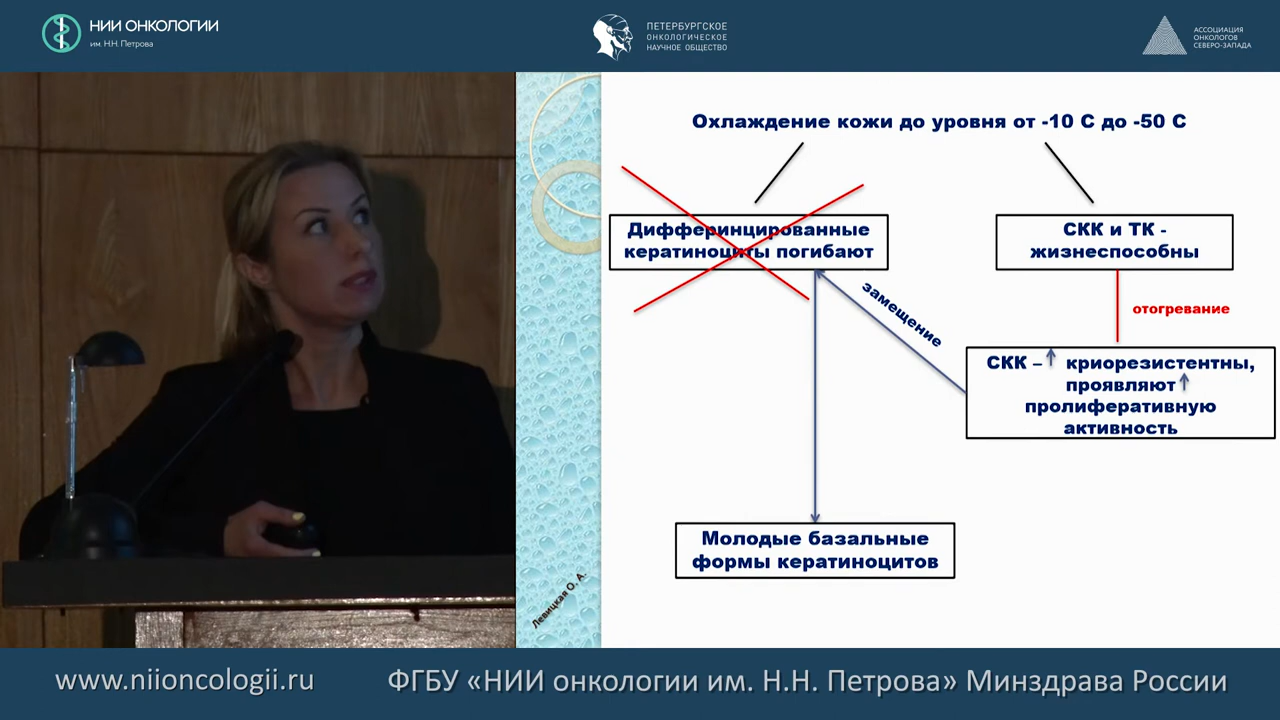 НИИ ОНКОЛОГИИ
им. Н.Н. Петрова
ПЕТЕРБУРГСКОЕ
ОНКОЛОГИЧЕСКОЕ
НАУЧНОЕ ОБЩЕСТВО
АССОЦИАЦИЯ
ОНКОЛОГОВ
СЕВЕРО-ЗАПАДА
Охлаждение кожи до уровня от -10 С до -50 С
Дифферинцированные
кератиноциты погибают
СКК и ТК -
жизнеспособны
замещение
отогревание
СКК – ↑ криорезистентны,
проявляют ↑
пролиферативную
активность
Молодые базальные
формы кератиноцитов
Левицкая О. А.
www.niioncologii.ru
ФГБУ «НИИ онкологии им. Н.Н. Петрова» Минздрава России